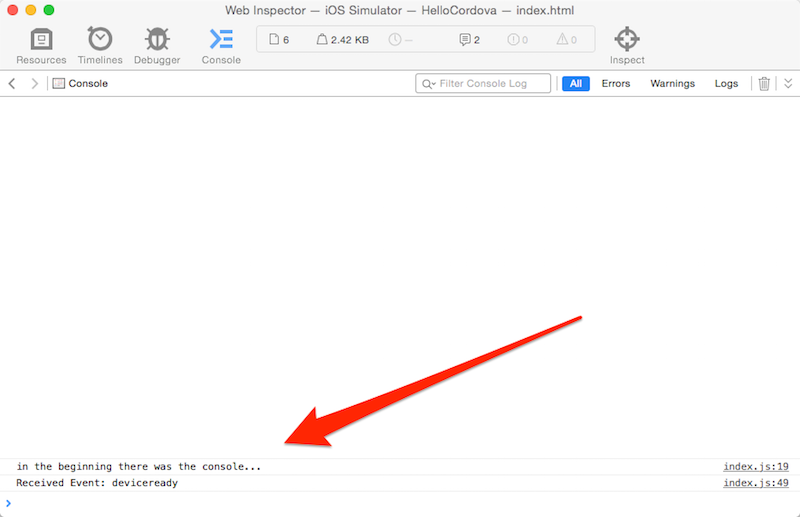 Web Inspector — iOS Simulator — HelloCordova — index.html
6 2.42 KB — 2 0 0
Resources Timelines Debugger Console Inspect
Console Filter Console Log All Errors Warnings Logs
in the beginning there was the console... index.js:19
Received Event: deviceready index.js:49